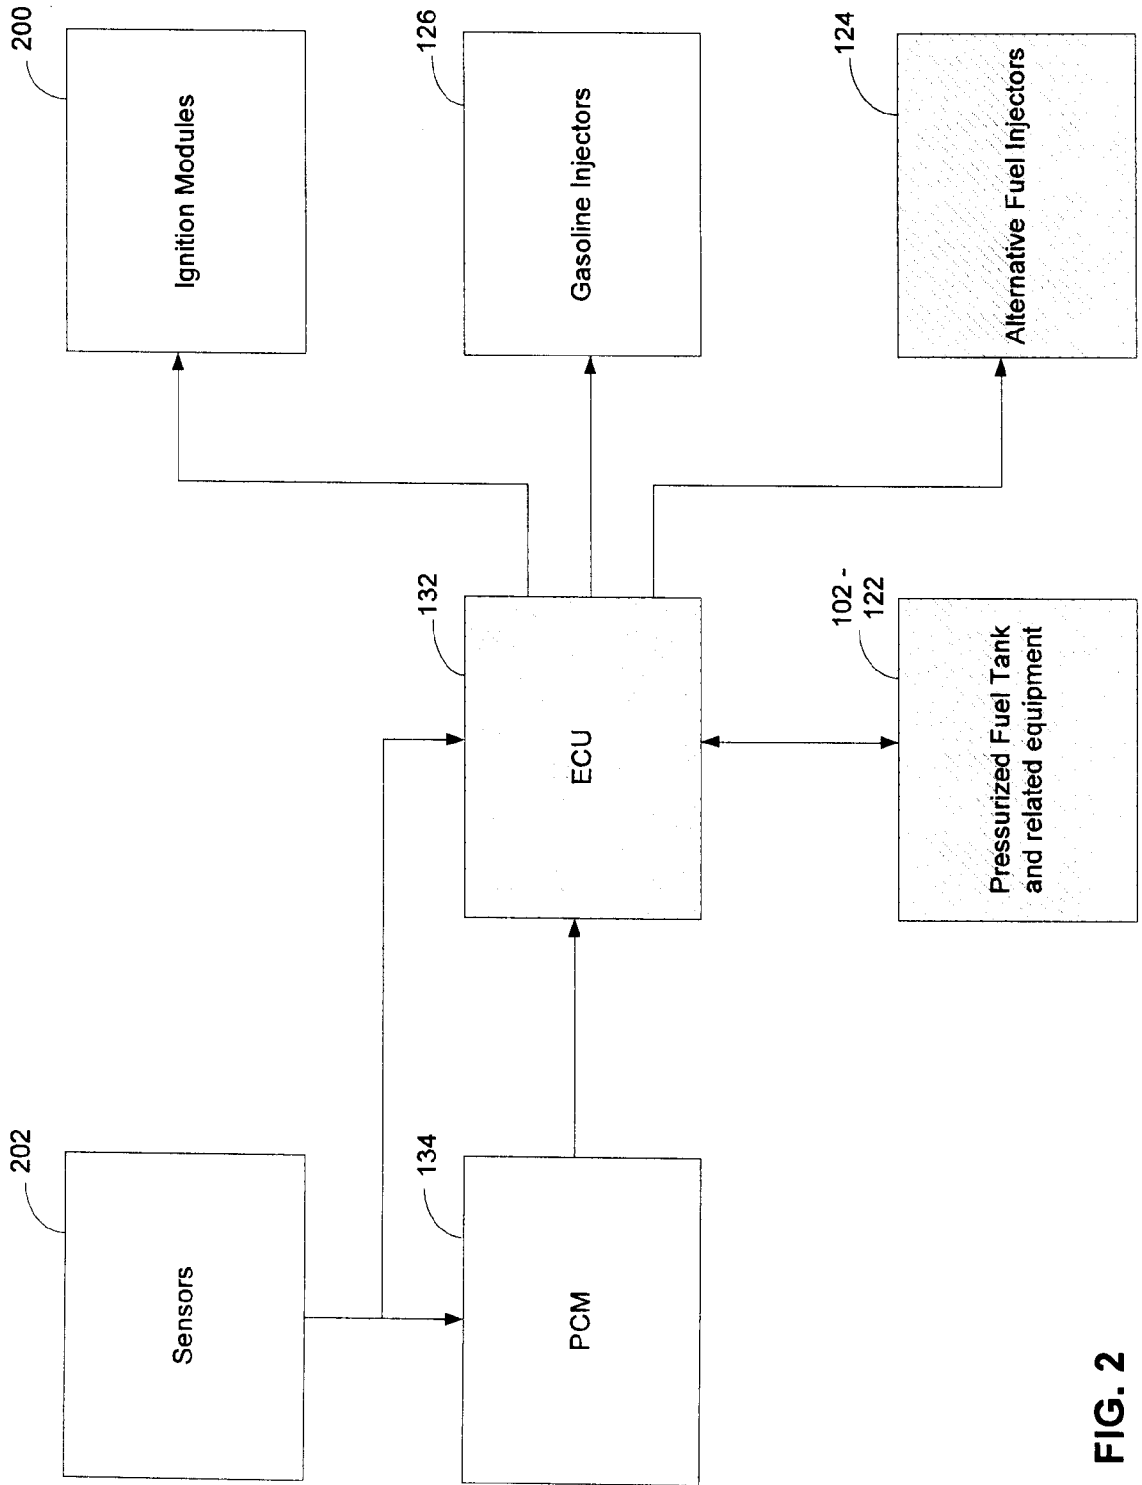 202
Sensors
134
PCM
132
ECU
102 -
122
Pressurized Fuel Tank
and related equipment
200
Ignition Modules
126
Gasoline Injectors
124
Alternative Fuel Injectors
FIG. 2